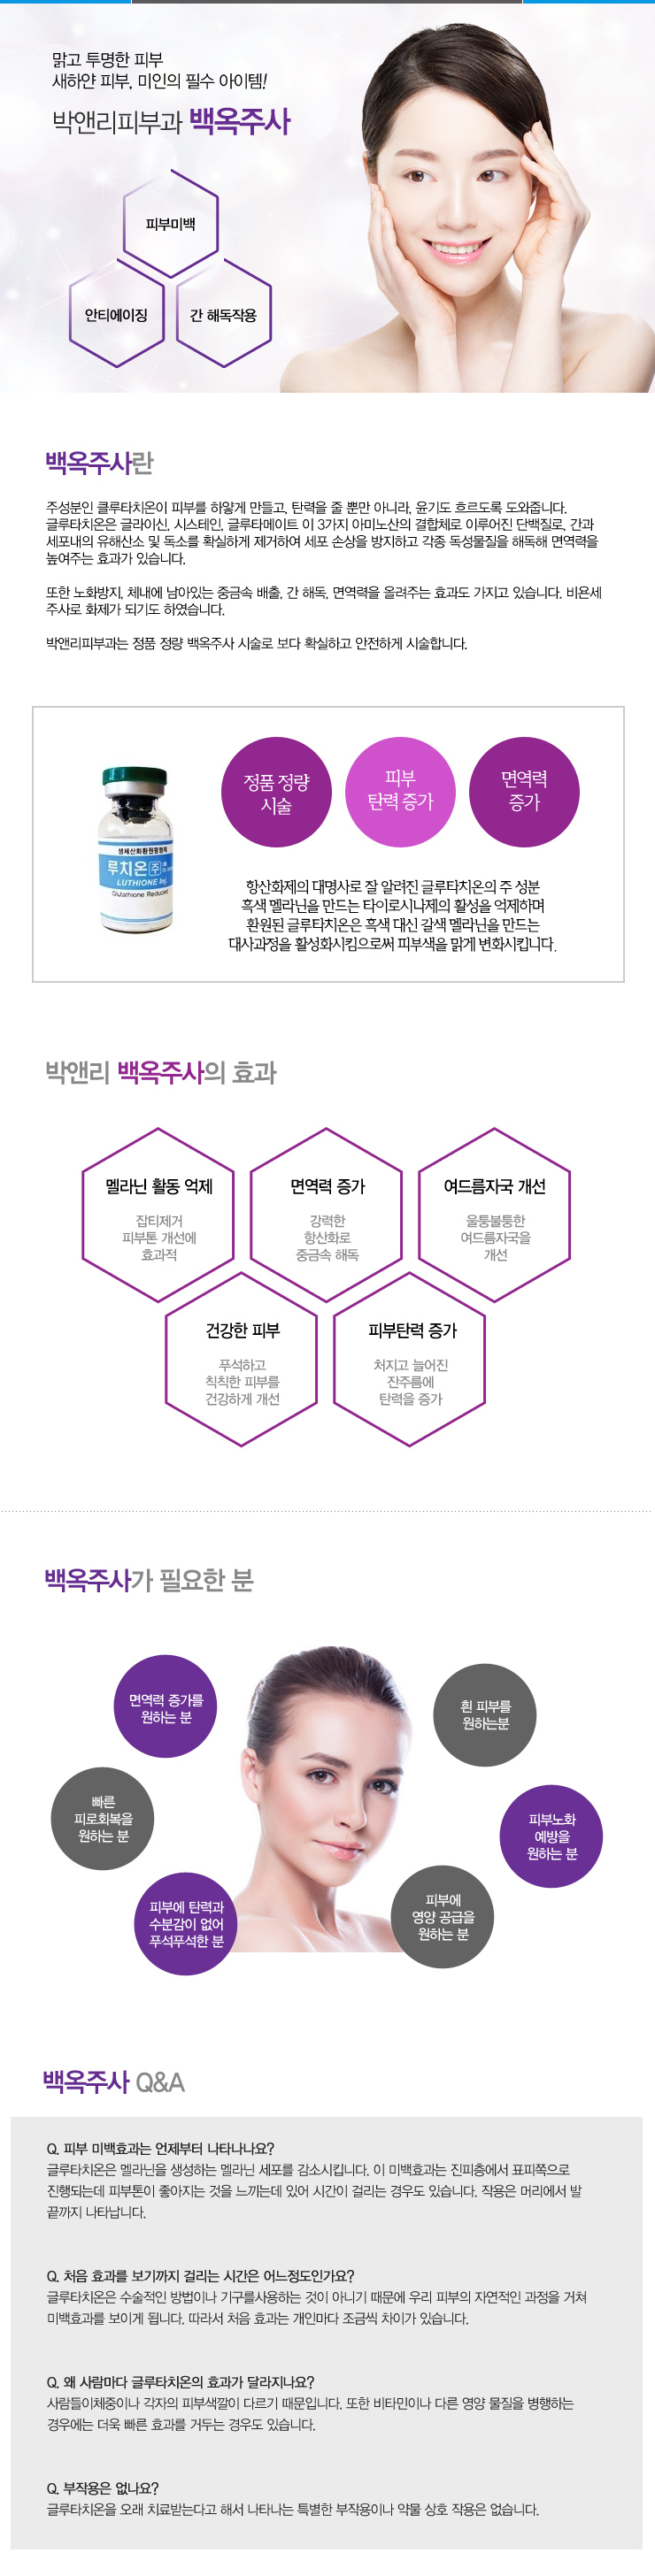 맑고 투명한 피부
새하얀 피부, 미인의 필수 아이템!
박앤리피부과 백옥주사
피부미백
안티에이징
간 해독작용
백옥주사란
주성분인 글루타치온이 피부를 하얗게 만들고, 탄력을 줄 뿐만 아니라, 윤기도 흐르도록 도와줍니다.
글루타치온은 글라이신, 시스테인, 글루타메이트 이 3가지 아미노산의 결합체로 이루어진 단백질로, 간과
세포내의 유해산소 및 독소를 확실하게 제거하여 세포 손상을 방지하고 각종 독성물질을 해독해 면역력을
높여주는 효과가 있습니다.
또한 노화방지, 체내에 남아있는 중금속 배출, 간 해독, 면역력을 올려주는 효과도 가지고 있습니다. 비욘세
주사로 화제가 되기도 하였습니다.
박앤리피부과는 정품 정량 백옥주사 시술로 보다 확실하고 안전하게 시술합니다.
정품 정량
시술
피부
탄력 증가
면역력
증가
생체산화환원평형제
루치온 주
LUTHIONE Inj.
Glutathione Reduced
항산화제의 대명사로 잘 알려진 글루타치온의 주 성분
흑색 멜라닌을 만드는 타이로시나제의 활성을 억제하며
환원된 글루타치온은 흑색 대신 갈색 멜라닌을 만드는
대사과정을 활성화시킴으로써 피부색을 맑게 변화시킵니다.
박앤리 백옥주사의 효과
멜라닌 활동 억제
잡티제거
피부톤 개선에
효과적
면역력 증가
강력한
항산화로
중금속 해독
여드름자국 개선
울퉁불퉁한
여드름자국을
개선
건강한 피부
푸석하고
칙칙한 피부를
건강하게 개선
피부탄력 증가
처지고 늘어진
잔주름에
탄력을 증가
백옥주사가 필요한 분
면역력 증가를
원하는 분
흰 피부를
원하는분
빠른
피로회복을
원하는 분
피부노화
예방을
원하는 분
피부에 탄력과
수분감이 없어
푸석푸석한 분
피부에
영양 공급을
원하는 분
백옥주사 Q&A
Q. 피부 미백효과는 언제부터 나타나나요?
글루타치온은 멜라닌을 생성하는 멜라닌 세포를 감소시킵니다. 이 미백효과는 진피층에서 표피쪽으로
진행되는데 피부톤이 좋아지는 것을 느끼는데 있어 시간이 걸리는 경우도 있습니다. 작용은 머리에서 발
끝까지 나타납니다.
Q. 처음 효과를 보기까지 걸리는 시간은 어느정도인가요?
글루타치온은 수술적인 방법이나 기구를사용하는 것이 아니기 때문에 우리 피부의 자연적인 과정을 거쳐
미백효과를 보이게 됩니다. 따라서 처음 효과는 개인마다 조금씩 차이가 있습니다.
Q. 왜 사람마다 글루타치온의 효과가 달라지나요?
사람들이체중이나 각자의 피부색깔이 다르기 때문입니다. 또한 비타민이나 다른 영양 물질을 병행하는
경우에는 더욱 빠른 효과를 거두는 경우도 있습니다.
Q. 부작용은 없나요?
글루타치온을 오래 치료받는다고 해서 나타나는 특별한 부작용이나 약물 상호 작용은 없습니다.